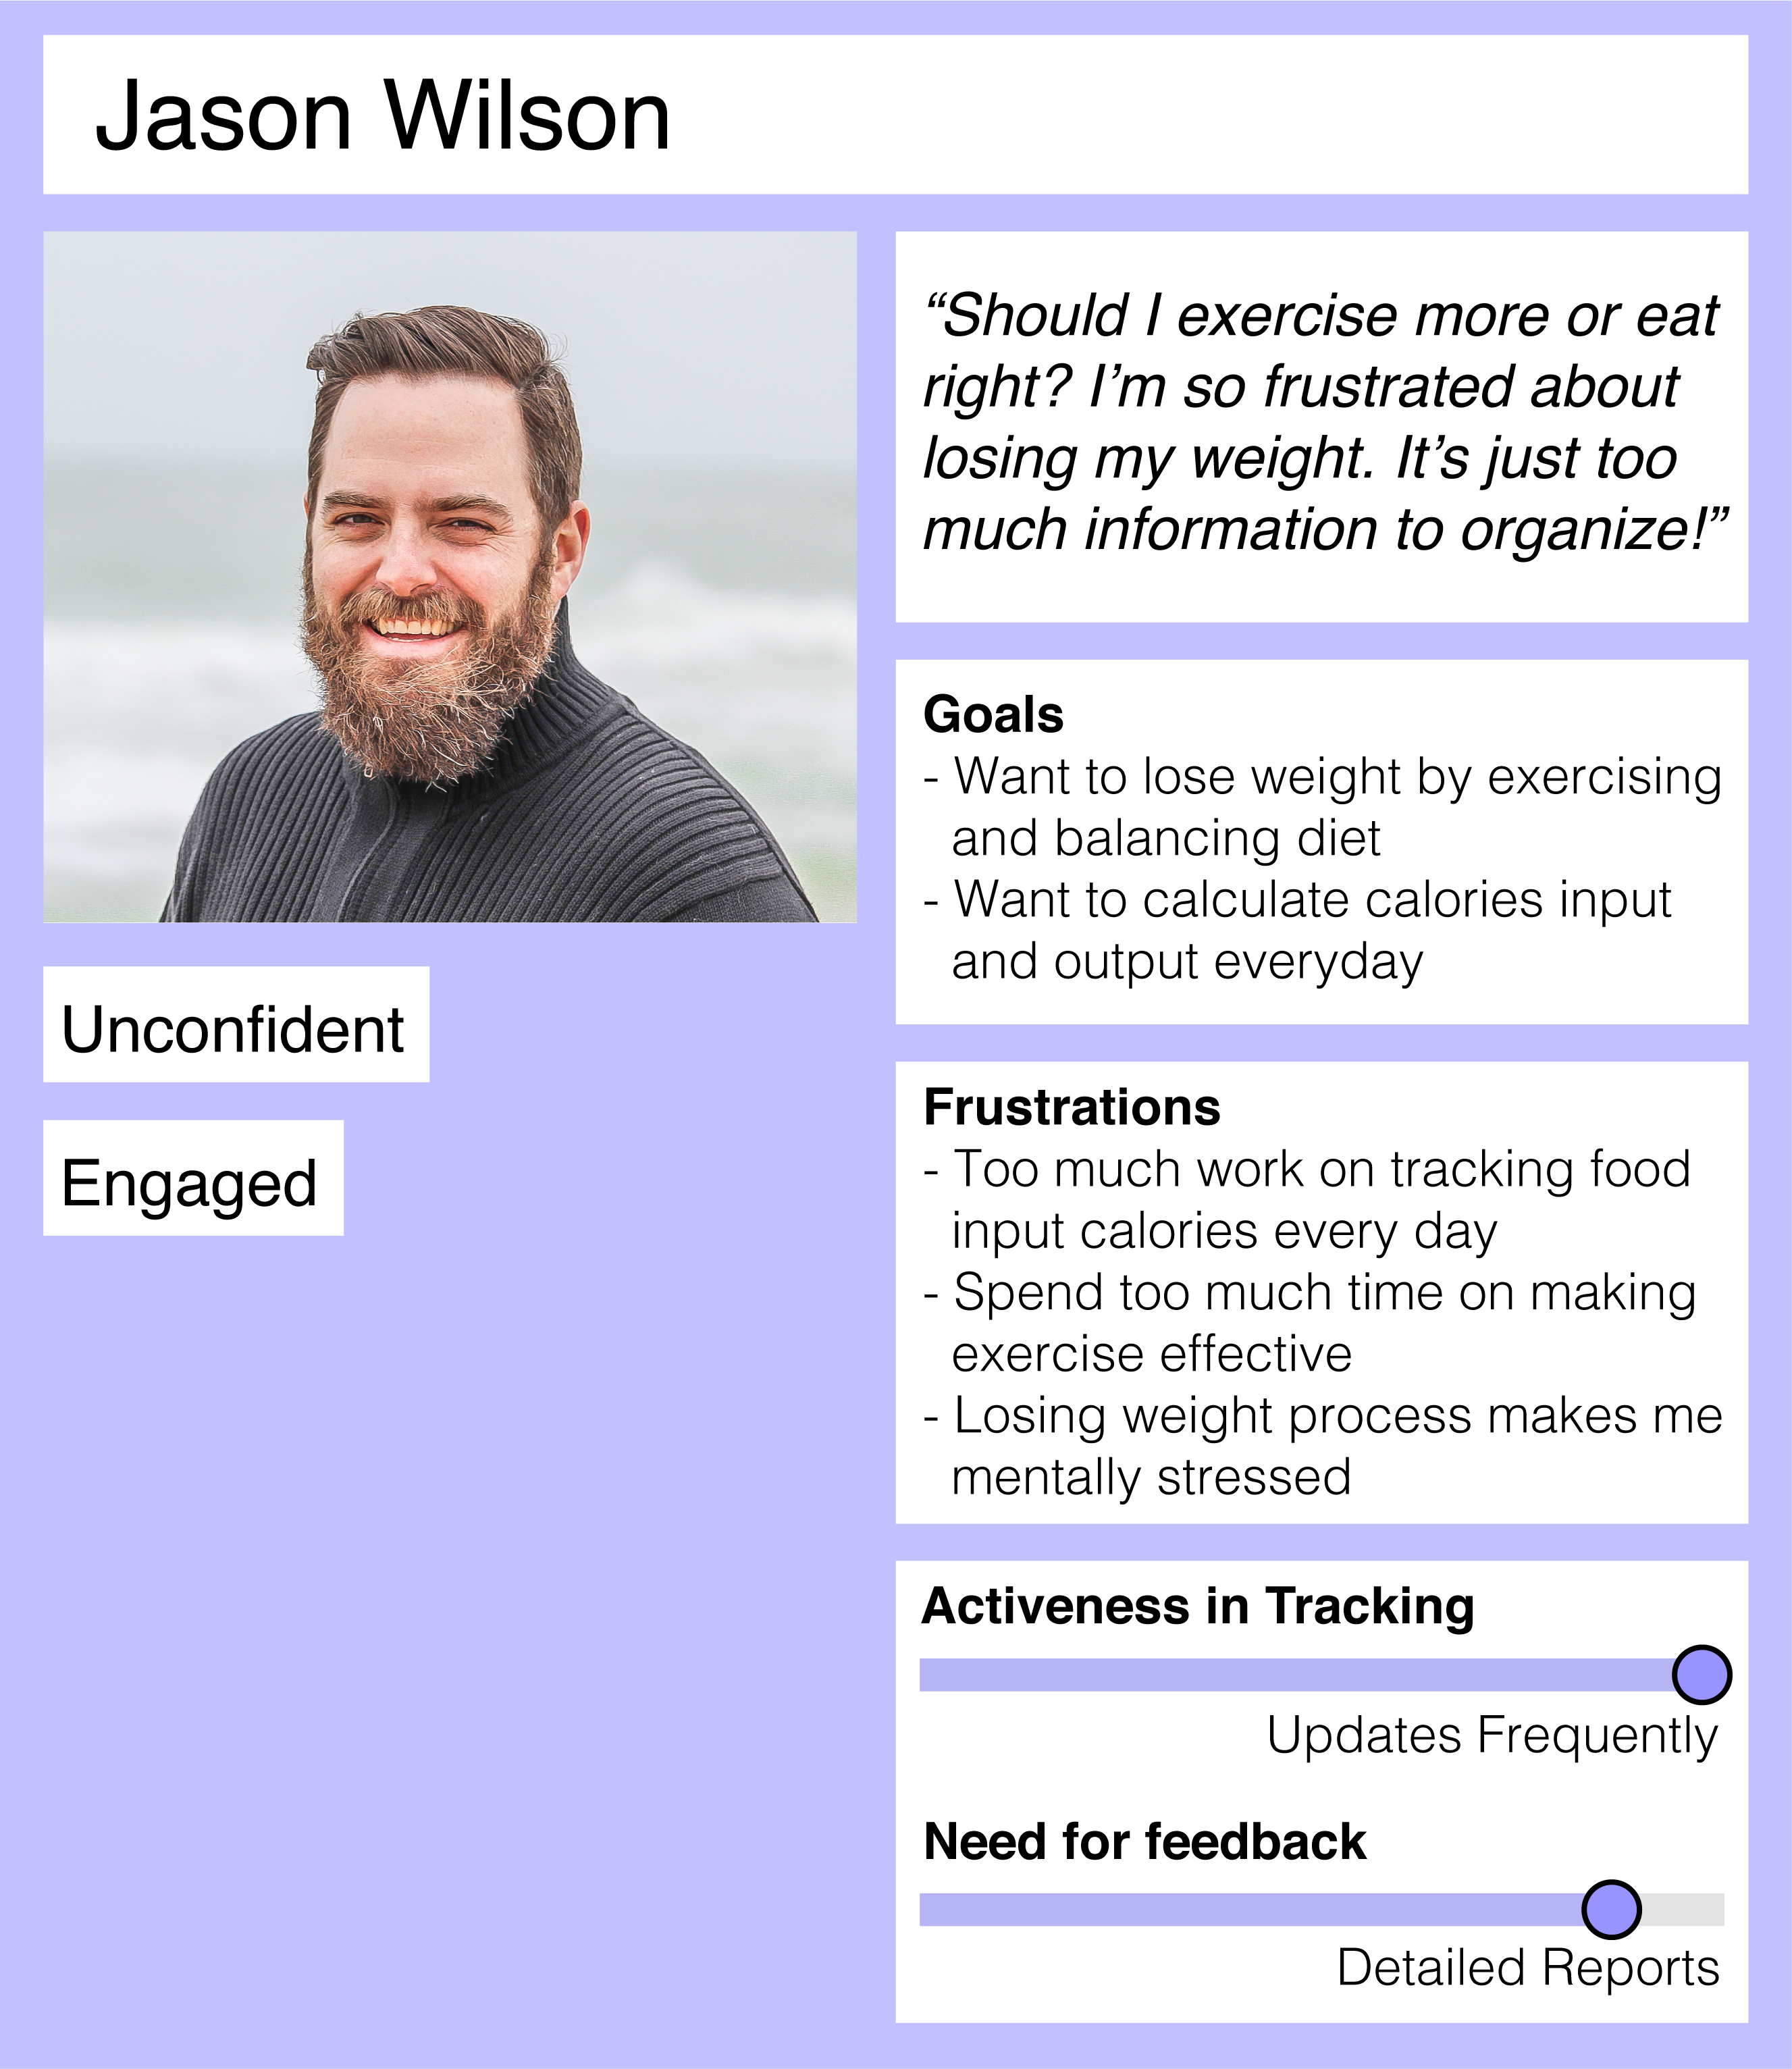 Jason Wilson
“Should I exercise more or eat
right? I’m so frustrated about
losing my weight. It’s just too
much information to organize!”
Unconfident
Engaged
Goals
- Want to lose weight by exercising
and balancing diet
- Want to calculate calories input
and output everyday
Frustrations
- Too much work on tracking food
input calories every day
- Spend too much time on making
exercise effective
- Losing weight process makes me
mentally stressed
Activeness in Tracking
Updates Frequently
Need for feedback
Detailed Reports